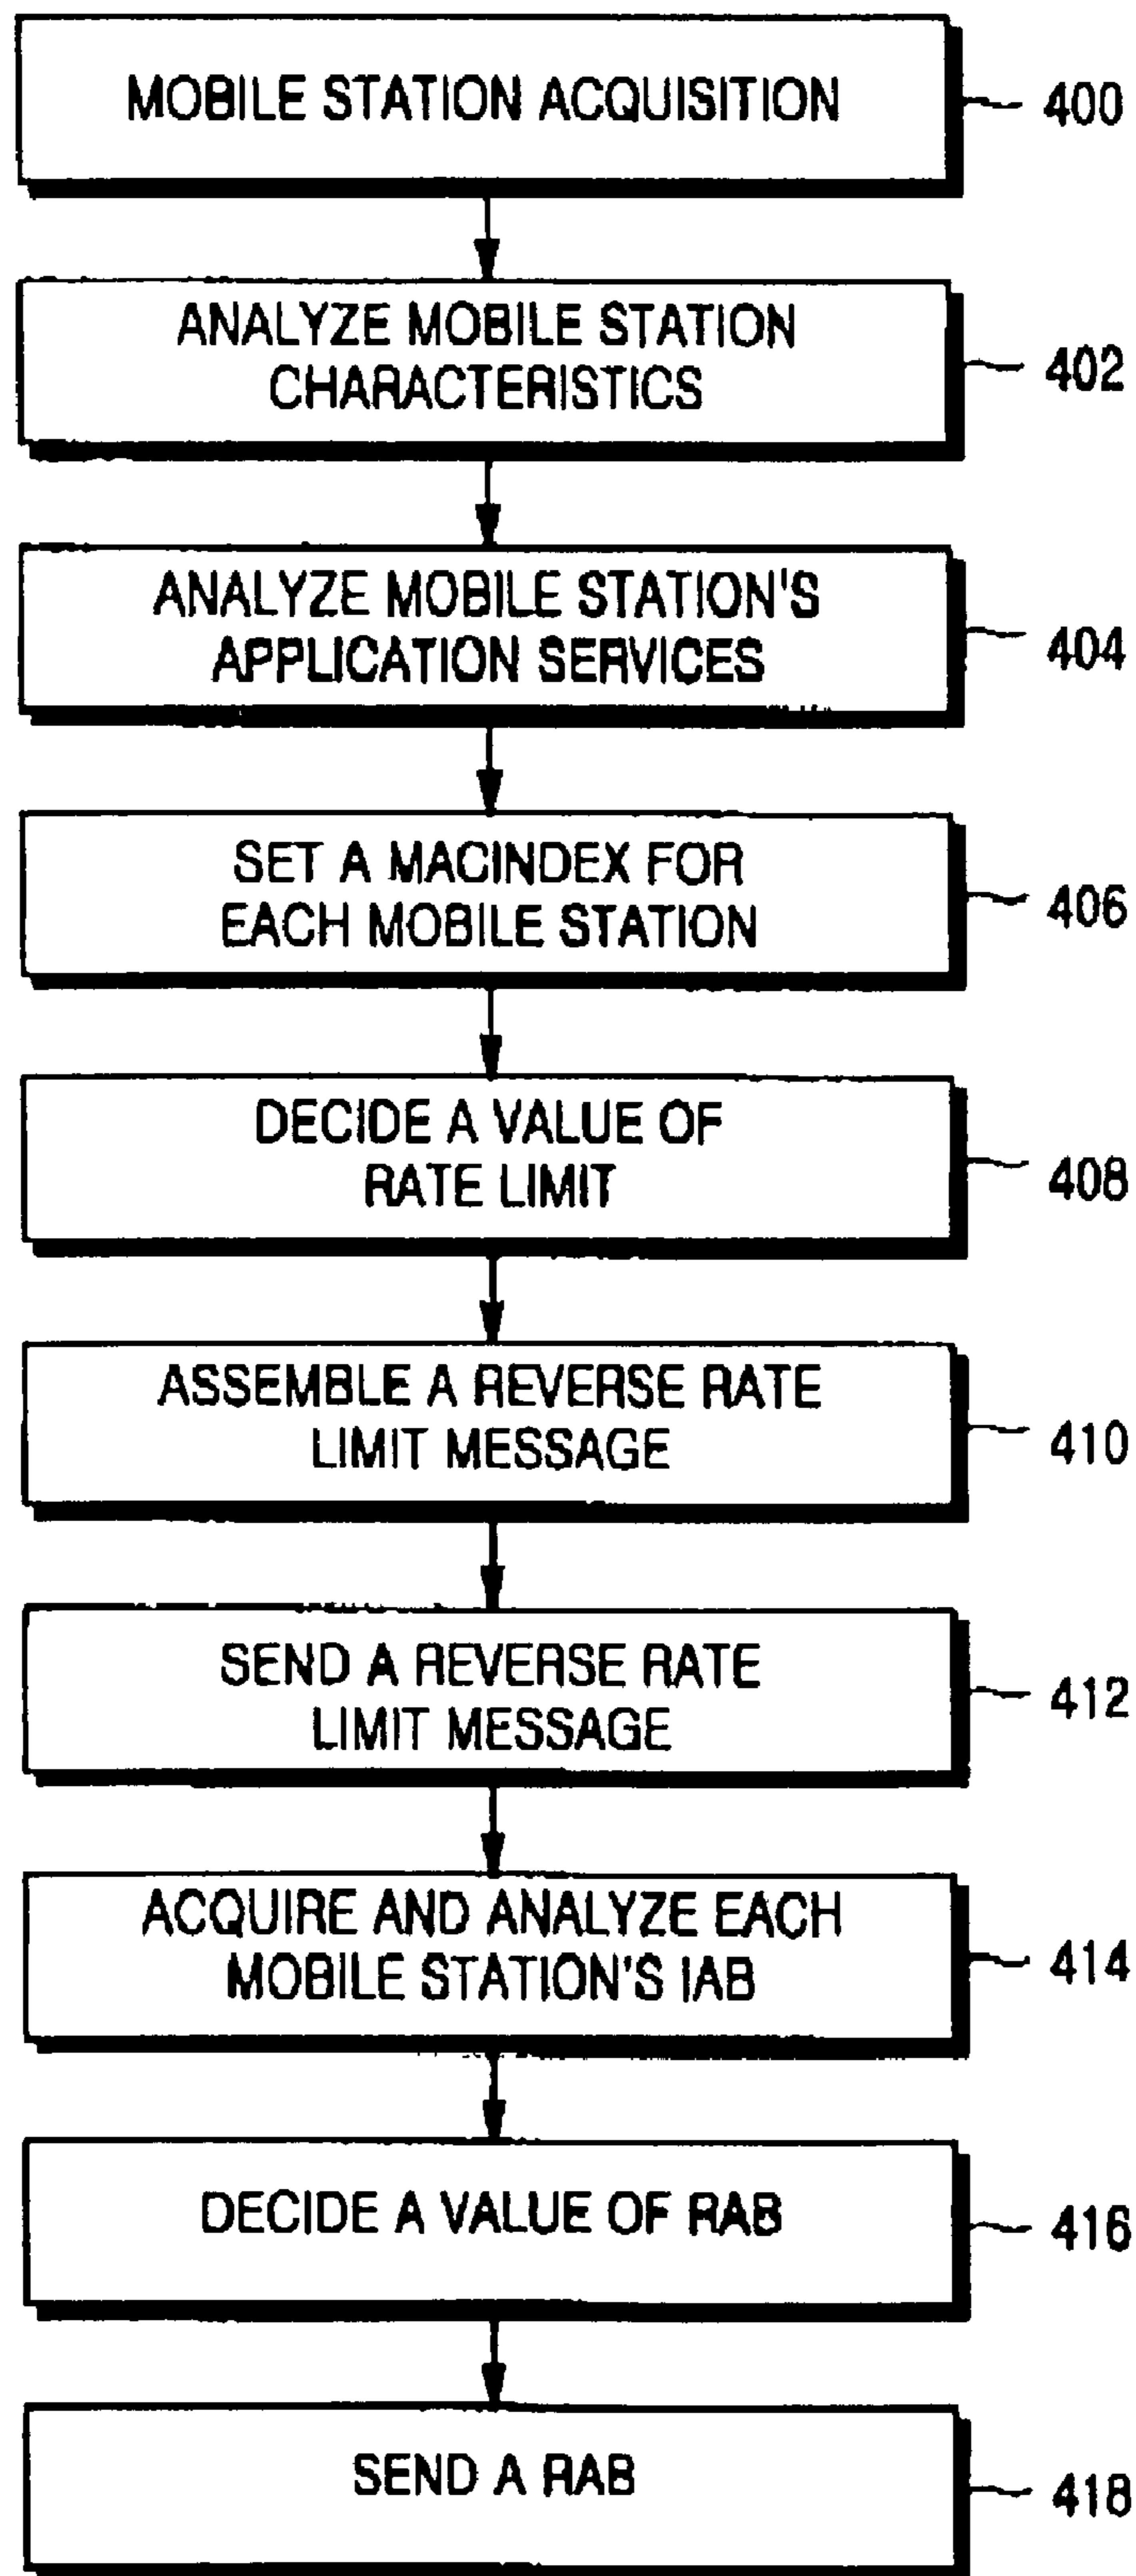 MOBILE STATION ACQUISITION
400
ANALYZE MOBILE STATION
CHARACTERISTICS
402
ANALYZE MOBILE STATION'S
APPLICATION SERVICES
404
SET A MACINDEX FOR
EACH MOBILE STATION
406
DECIDE A VALUE OF
RATE LIMIT
408
ASSEMBLE A REVERSE RATE
LIMIT MESSAGE
410
SEND A REVERSE RATE
LIMIT MESSAGE
412
ACQUIRE AND ANALYZE EACH
MOBILE STATION'S IAB
414
DECIDE A VALUE OF RAB
416
SEND A RAB
418